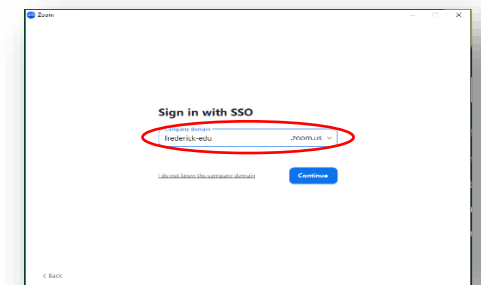 Zoom
Sign in with SSO
Company domain
frederick-edu .zoom.us
I do not know the company domain
Continue
< Back